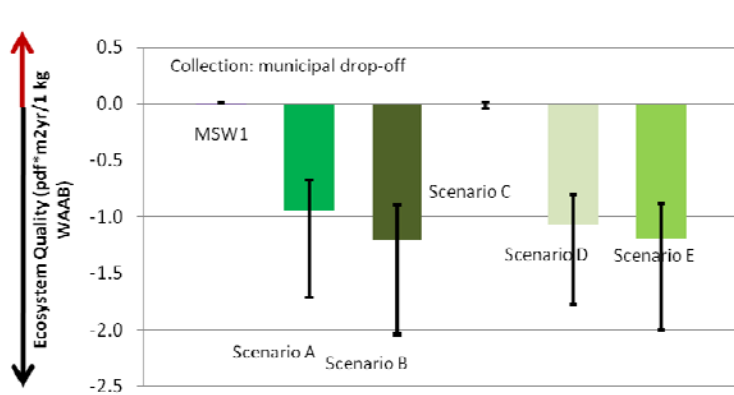 Ecosystem Quality (pdf*m2yr/1 kg
WAAB)
0.5
0.0
-0.5
-1.0
-1.5
-2.0
-2.5
Collection: municipal drop-off
MSW1
Scenario C
Scenario D
Scenario E
Scenario A
Scenario B